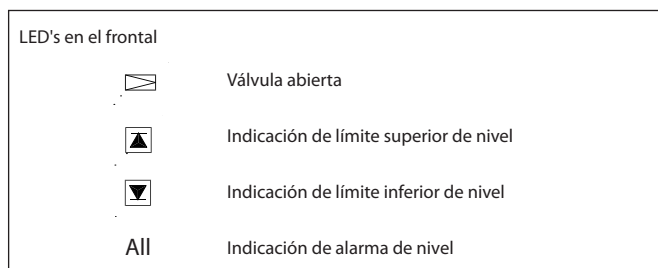 LED's en el frontal
Válvula abierta
Indicación de límite superior de nivel
Indicación de límite inferior de nivel
All Indicación de alarma de nivel